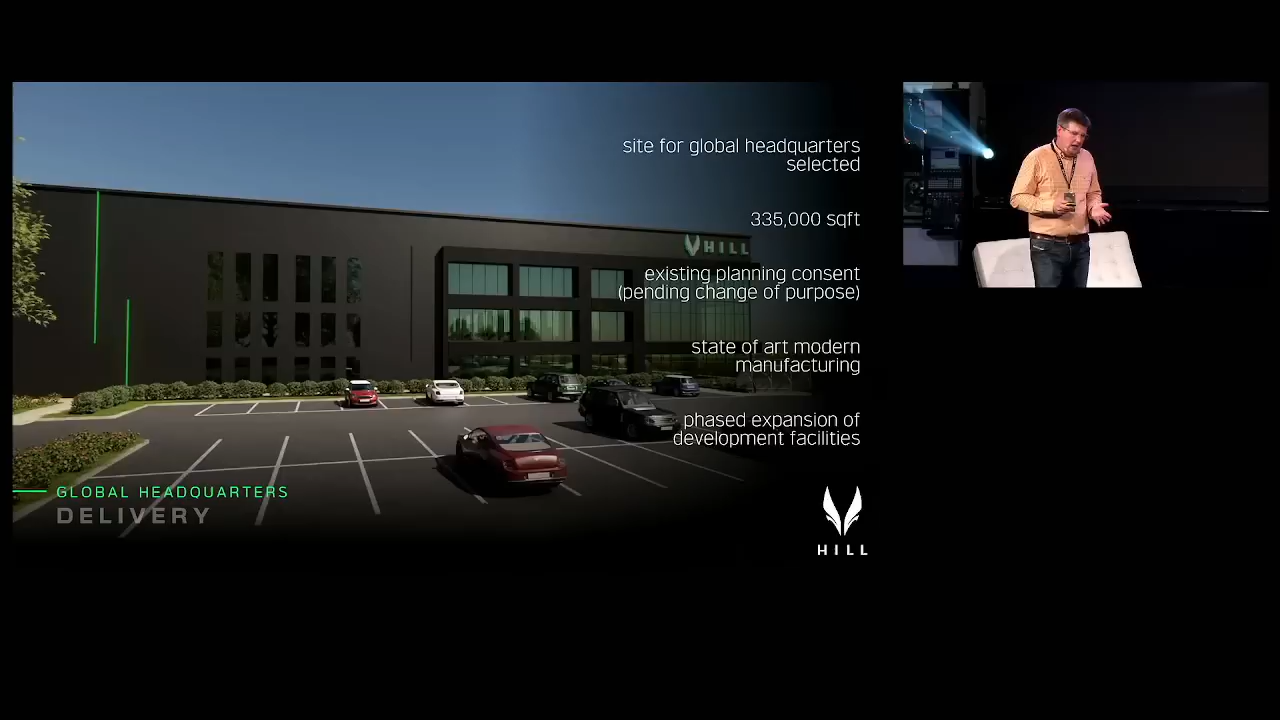 site for global headquarters
selected
335,000 sqft
VHILL
existing planning consent
(pending change of purpose)
state of art modern
manufacturing
phased expansion of
development facilities
GLOBAL HEADQUARTERS
DELIVERY
HILL